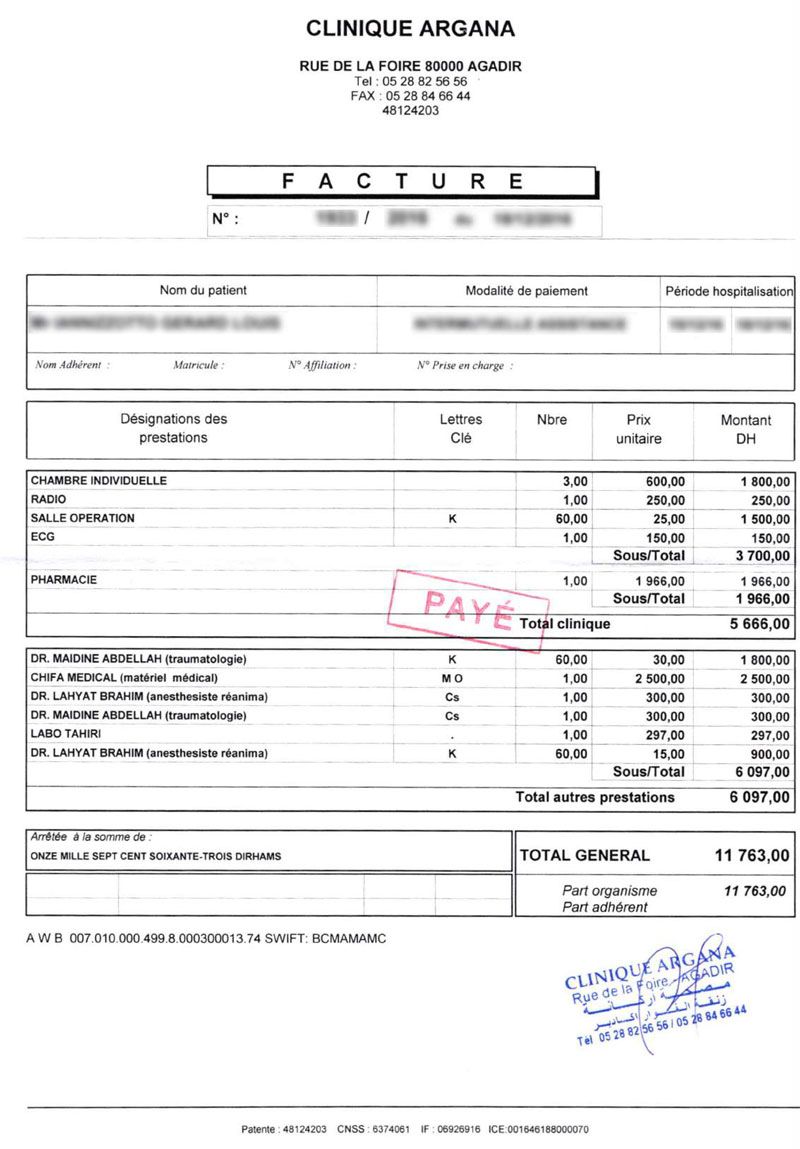 CLINIQUE ARGANA
RUE DE LA FOIRE 80000 AGADIR
Tel : 05 28 82 56 56
FAX : 05 28 84 66 44
48124203
F A C T U R E
N° : /
Nom du patient Modalité de paiement Période hospitalisation
Nom Adhérent : Matricule : N° Affiliation : N° Prise en charge :
Désignations des prestations Lettres Clé Nbre Prix unitaire Montant DH
CHAMBRE INDIVIDUELLE 3,00 600,00 1 800,00
RADIO 1,00 250,00 250,00
SALLE OPERATION K 60,00 25,00 1 500,00
ECG 1,00 150,00 150,00
Sous/Total 3 700,00
PHARMACIE 1,00 1 966,00 1 966,00
Sous/Total 1 966,00
PAYÉ
Total clinique 5 666,00
DR. MAIDINE ABDELLAH (traumatologie) K 60,00 30,00 1 800,00
CHIFA MEDICAL (matériel médical) M O 1,00 2 500,00 2 500,00
DR. LAHYAT BRAHIM (anesthesiste réanima) Cs 1,00 300,00 300,00
DR. MAIDINE ABDELLAH (traumatologie) Cs 1,00 300,00 300,00
LABO TAHIRI . 1,00 297,00 297,00
DR. LAHYAT BRAHIM (anesthesiste réanima) K 60,00 15,00 900,00
Sous/Total 6 097,00
Total autres prestations 6 097,00
Arrêtée à la somme de :
ONZE MILLE SEPT CENT SOIXANTE-TROIS DIRHAMS
TOTAL GENERAL 11 763,00
Part organisme 11 763,00
Part adhérent
A W B 007.010.000.499.8.000300013.74 SWIFT: BCMAMAMC
CLINIQUE ARGANA
Rue de la Foire - AGADIR
مصحة اركانة
زنقة اكادير
Tél 05 28 82 56 56 / 05 28 84 66 44
Patente : 48124203 CNSS : 6374061 IF : 06926916 ICE:001646188000070